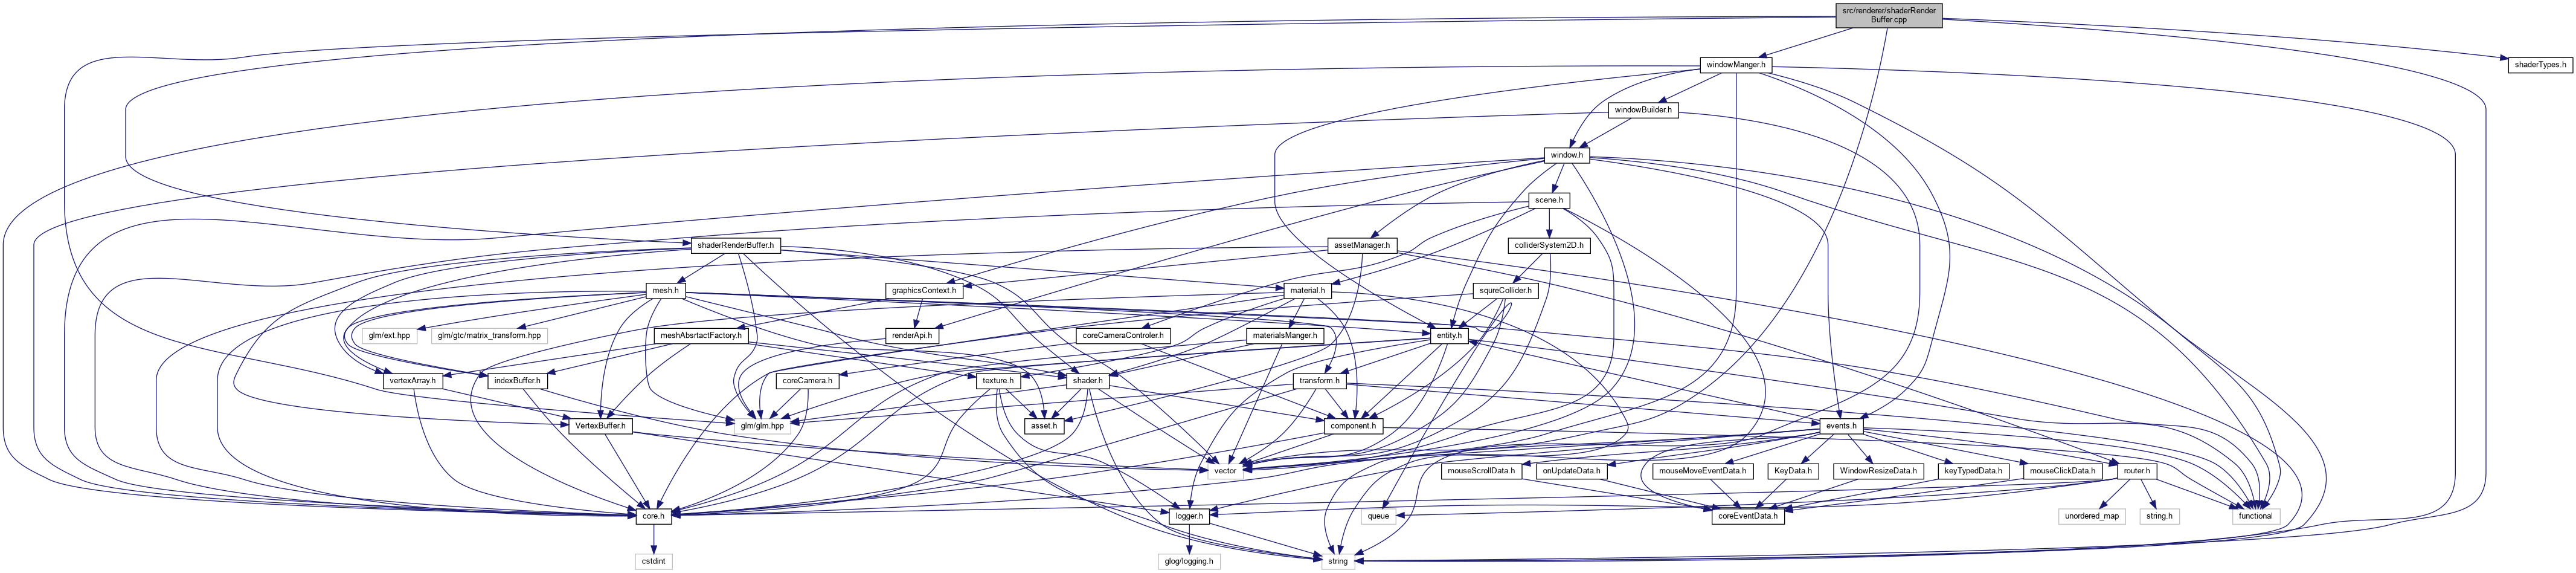 src/renderer/shaderRender
Buffer.cpp
windowManger.h
shaderTypes.h
windowBuilder.h
window.h
scene.h
shaderRenderBuffer.h
assetManager.h
colliderSystem2D.h
mesh.h
graphicsContext.h
material.h
squreCollider.h
glm/ext.hpp
glm/gtc/matrix_transform.hpp
meshAbsrtactFactory.h
renderApi.h
coreCameraControler.h
materialsManger.h
entity.h
vertexArray.h
indexBuffer.h
coreCamera.h
texture.h
shader.h
transform.h
VertexBuffer.h
glm/glm.hpp
asset.h
component.h
events.h
vector
mouseScrollData.h
onUpdateData.h
mouseMoveEventData.h
KeyData.h
WindowResizeData.h
keyTypedData.h
mouseClickData.h
router.h
core.h
logger.h
queue
coreEventData.h
unordered_map
string.h
functional
cstdint
glog/logging.h
string